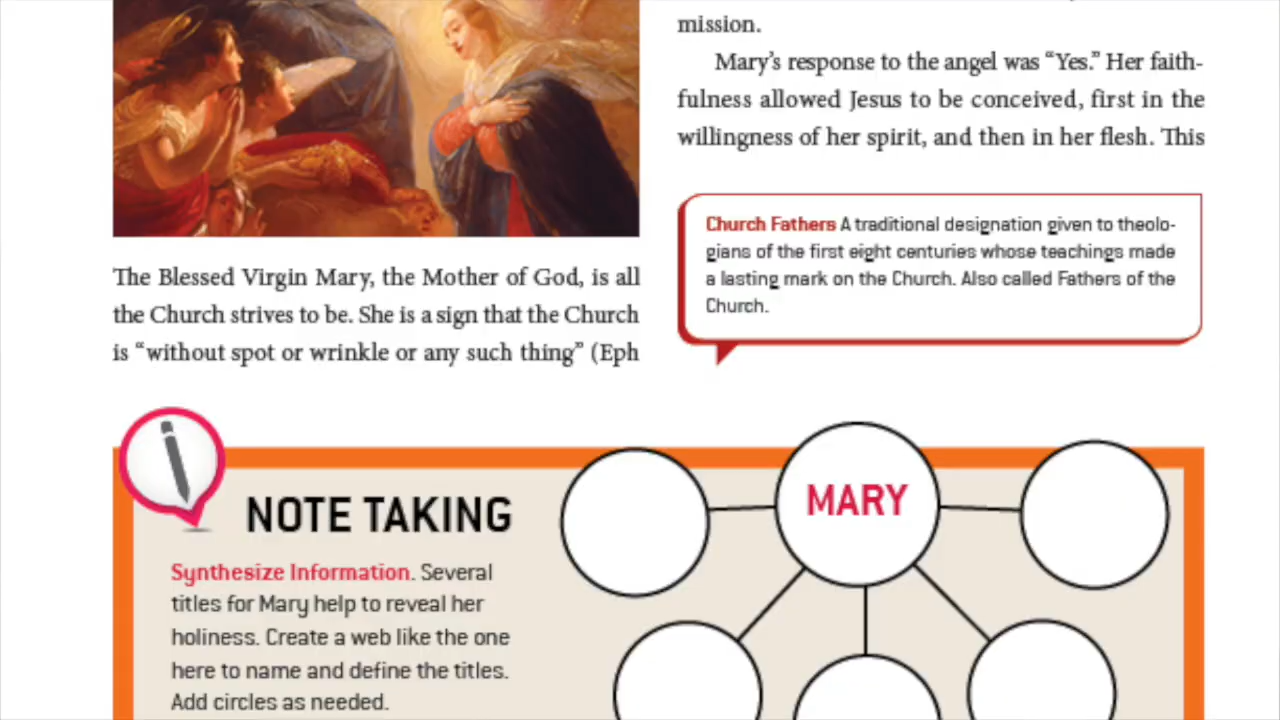 The Blessed Virgin Mary, the Mother of God, is all
the Church strives to be. She is a sign that the Church
is “without spot or wrinkle or any such thing” (Eph
mission.
Mary’s response to the angel was “Yes.” Her faith-
fulness allowed Jesus to be conceived, first in the
willingness of her spirit, and then in her flesh. This
Church Fathers A traditional designation given to theolo-
gians of the first eight centuries whose teachings made
a lasting mark on the Church. Also called Fathers of the
Church.
NOTE TAKING
Synthesize Information. Several
titles for Mary help to reveal her
holiness. Create a web like the one
here to name and define the titles.
Add circles as needed.
MARY